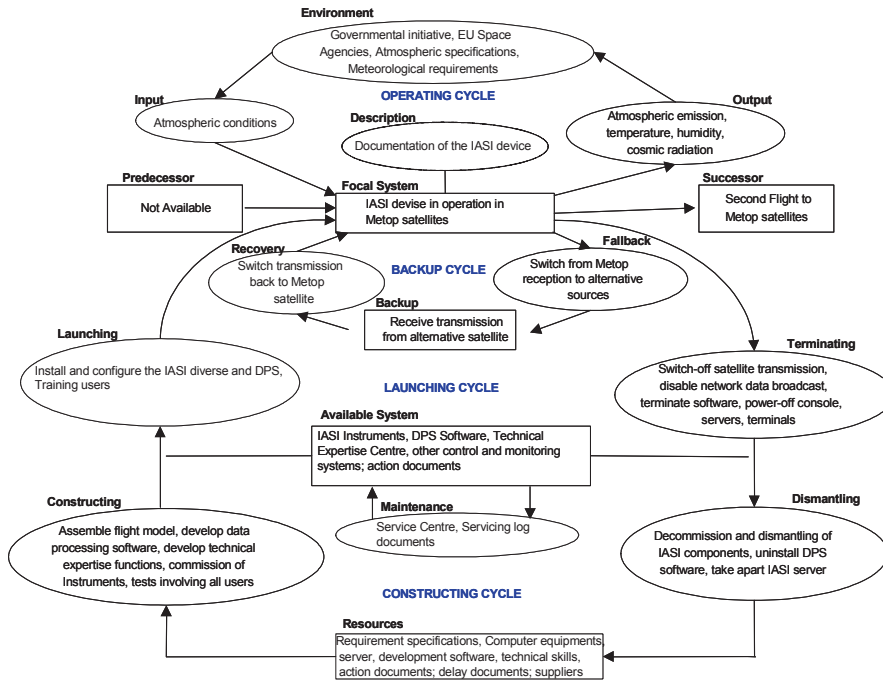 Environment
Governmental initiative, EU Space
Agencies, Atmospheric specifications,
Meteorological requirements
OPERATING CYCLE
Input
Atmospheric conditions
Description
Documentation of the IASI device
Output
Atmospheric emission,
temperature, humidity,
cosmic radiation
Predecessor
Not Available
Focal System
IASI devise in operation in
Metop satellites
Successor
Second Flight to
Metop satellites
Recovery
Switch transmission
back to Metop
satellite
BACKUP CYCLE
Fallback
Switch from Metop
reception to alternative
sources
Backup
Receive transmission
from alternative satellite
Launching
Install and configure the IASI diverse and DPS,
Training users
Terminating
Switch-off satellite transmission,
disable network data broadcast,
terminate software, power-off console,
servers, terminals
LAUNCHING CYCLE
Available System
IASI Instruments, DPS Software, Technical
Expertise Centre, other control and monitoring
systems; action documents
Maintenance
Service Centre, Servicing log
documents
Constructing
Assemble flight model, develop data
processing software, develop technical
expertise functions, commission of
Instruments, tests involving all users
Dismantling
Decommission and dismantling of
IASI components, uninstall DPS
software, take apart IASI server
CONSTRUCTING CYCLE
Resources
Requirement specifications, Computer equipments,
server, development software, technical skills,
action documents; delay documents; suppliers